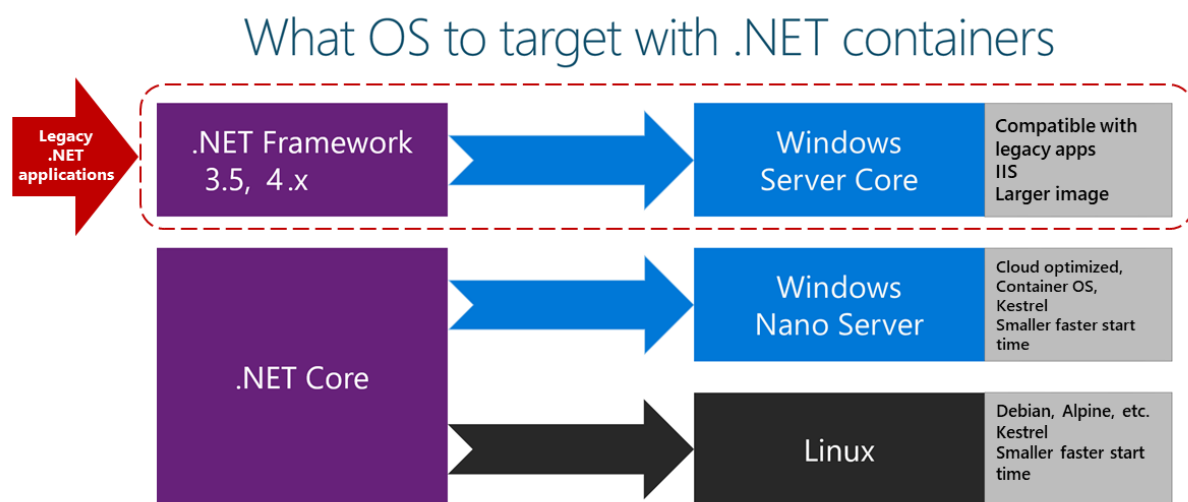 What OS to target with .NET containers
Legacy
.NET
applications
.NET Framework
3.5, 4.x
Windows
Server Core
Compatible with
legacy apps
IIS
Larger image
.NET Core
Windows
Nano Server
Cloud optimized,
Container OS,
Kestrel
Smaller faster start
time
Linux
Debian, Alpine, etc.
Kestrel
Smaller faster start
time